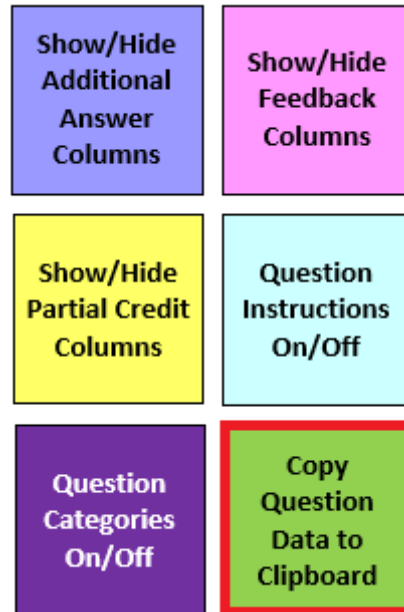 Show/Hide
Additional
Answer
Columns
Show/Hide
Feedback
Columns
Show/Hide
Partial Credit
Columns
Question
Instructions
On/Off
Question
Categories
On/Off
Copy
Question
Data to
Clipboard